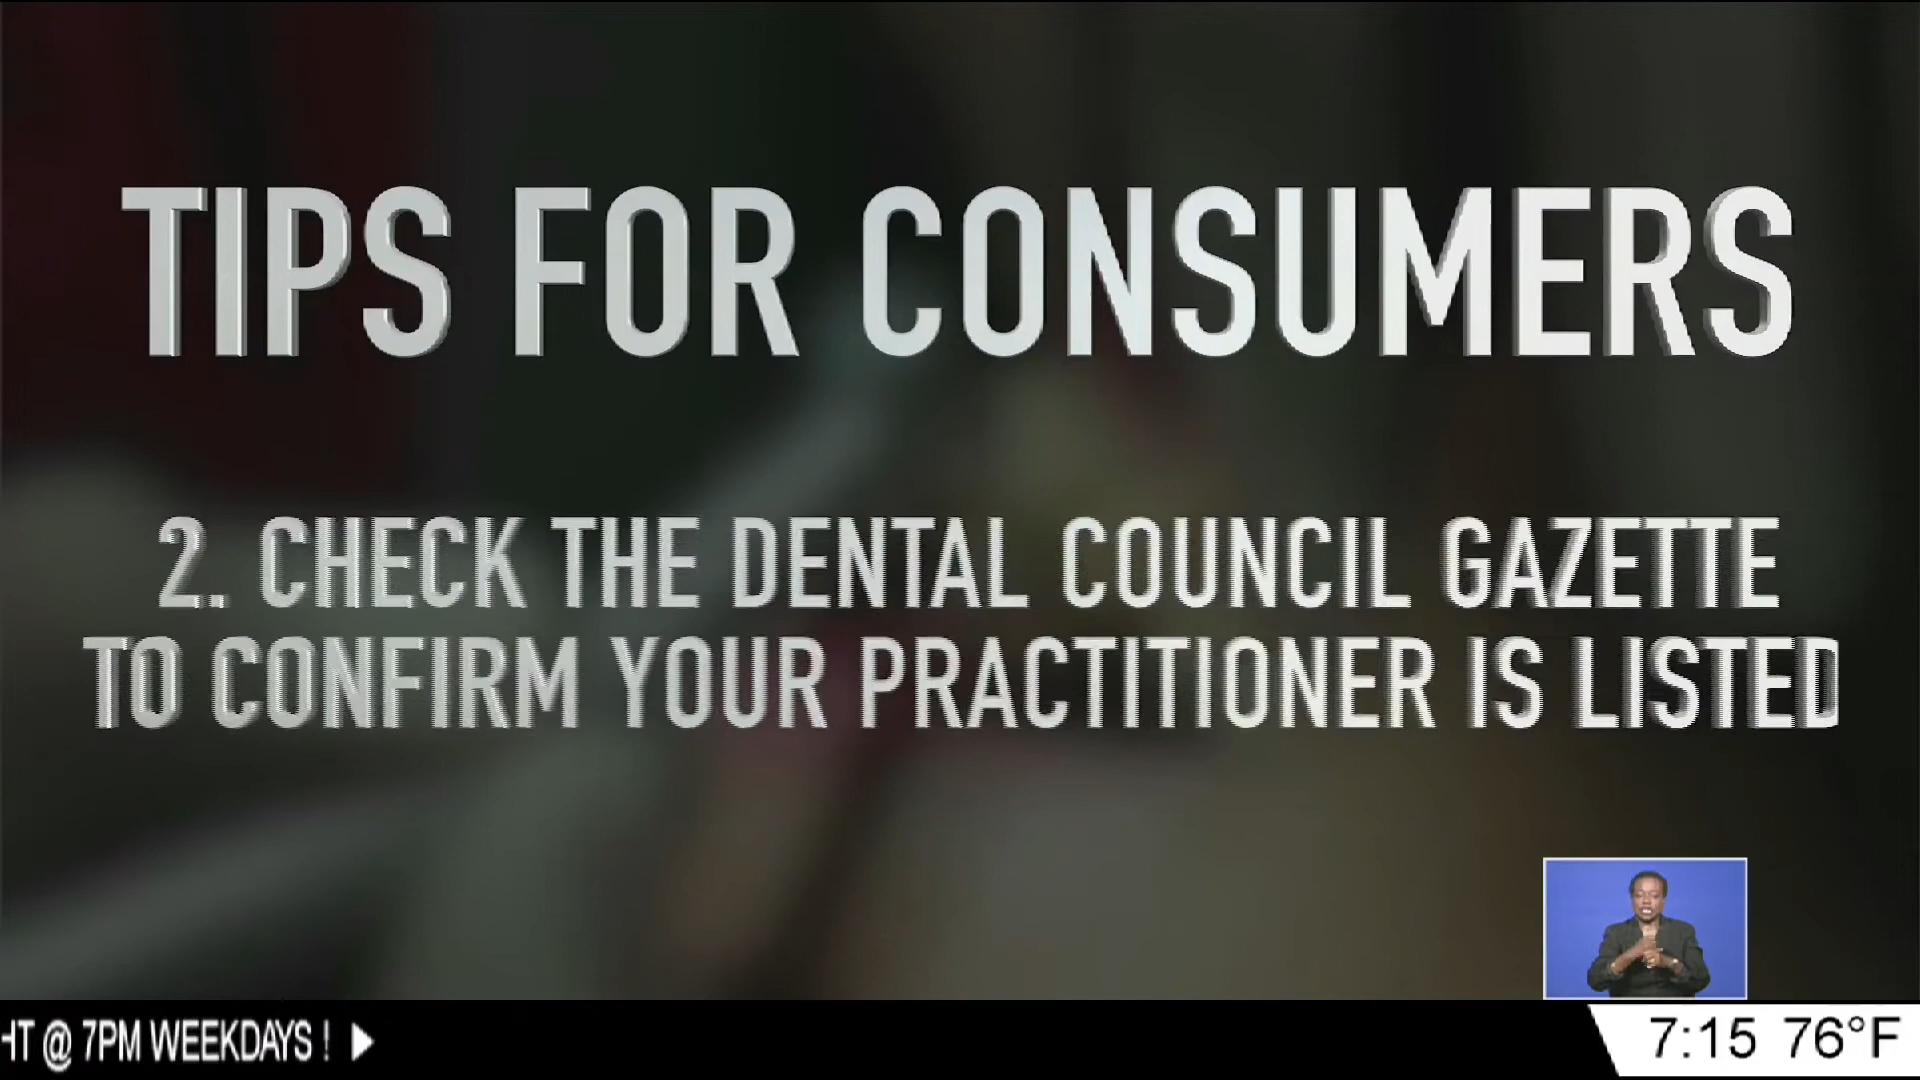 TIPS FOR CONSUMERS
2. CHECK THE DENTAL COUNCIL GAZETTE
TO CONFIRM YOUR PRACTITIONER IS LISTED
@ 7PM WEEKDAYS !
7:15 76°F